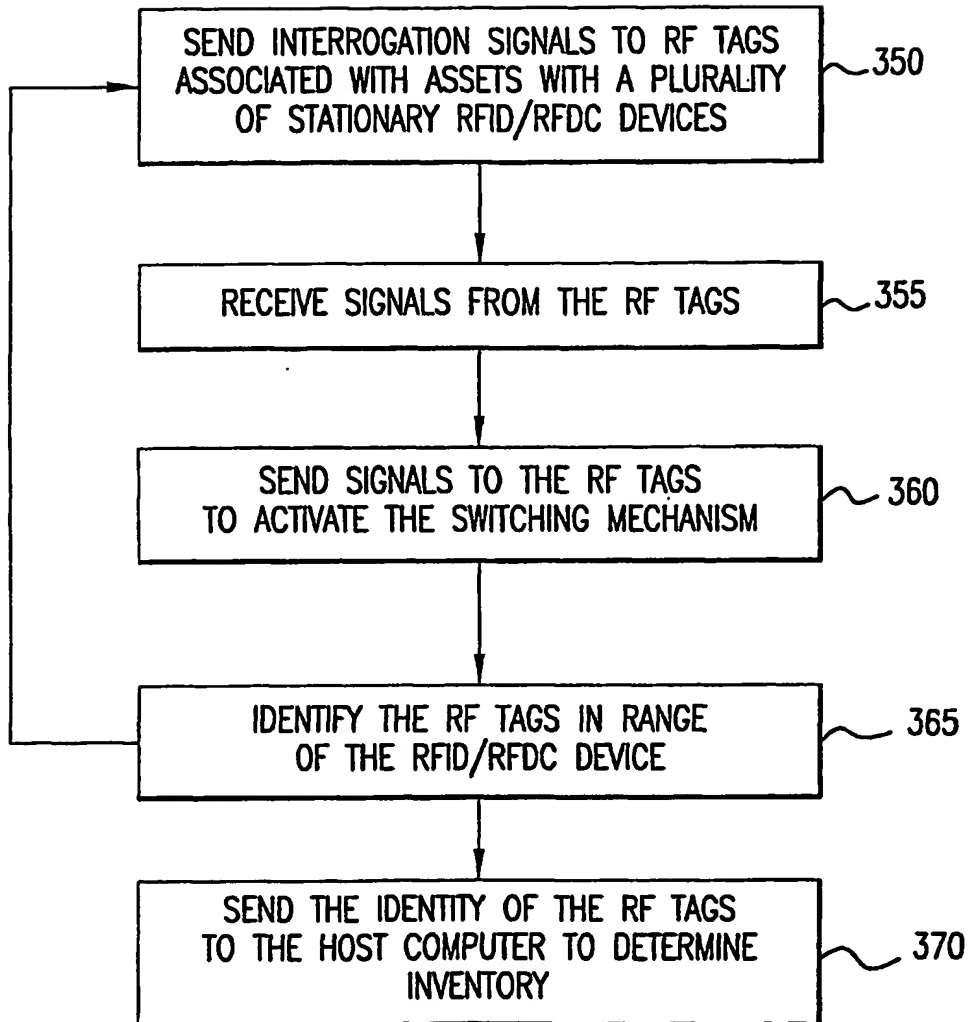 SEND INTERROGATION SIGNALS TO RF TAGS
ASSOCIATED WITH ASSETS WITH A PLURALITY
OF STATIONARY RFID/RFDC DEVICES
350
RECEIVE SIGNALS FROM THE RF TAGS
355
SEND SIGNALS TO THE RF TAGS
TO ACTIVATE THE SWITCHING MECHANISM
360
IDENTIFY THE RF TAGS IN RANGE
OF THE RFID/RFDC DEVICE
365
SEND THE IDENTITY OF THE RF TAGS
TO THE HOST COMPUTER TO DETERMINE
INVENTORY
370